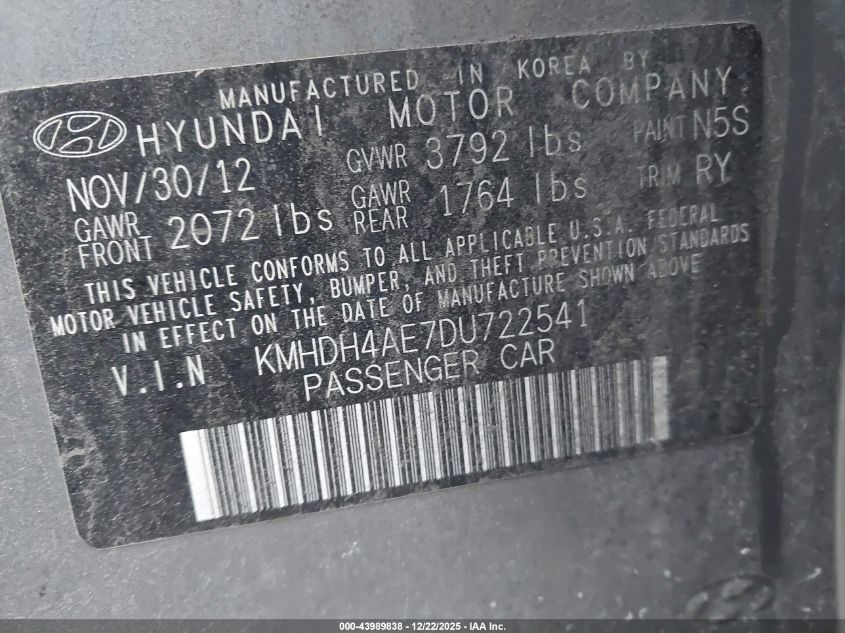 MANUFACTURED IN KOREA BY
HYUNDAI MOTOR COMPANY
NOV/30/12 GVWR 3792 lbs PAINT N5S
GAWR FRONT 2072 lbs GAWR REAR 1764 lbs TRIM RY
THIS VEHICLE CONFORMS TO ALL APPLICABLE U.S.A. FEDERAL
MOTOR VEHICLE SAFETY, BUMPER, AND THEFT PREVENTION STANDARDS
IN EFFECT ON THE DATE OF MANUFACTURE SHOWN ABOVE
V.I.N KMHDH4AE7DU722541
PASSENGER CAR
000-43989838 - 12/22/2025 - IAA Inc.